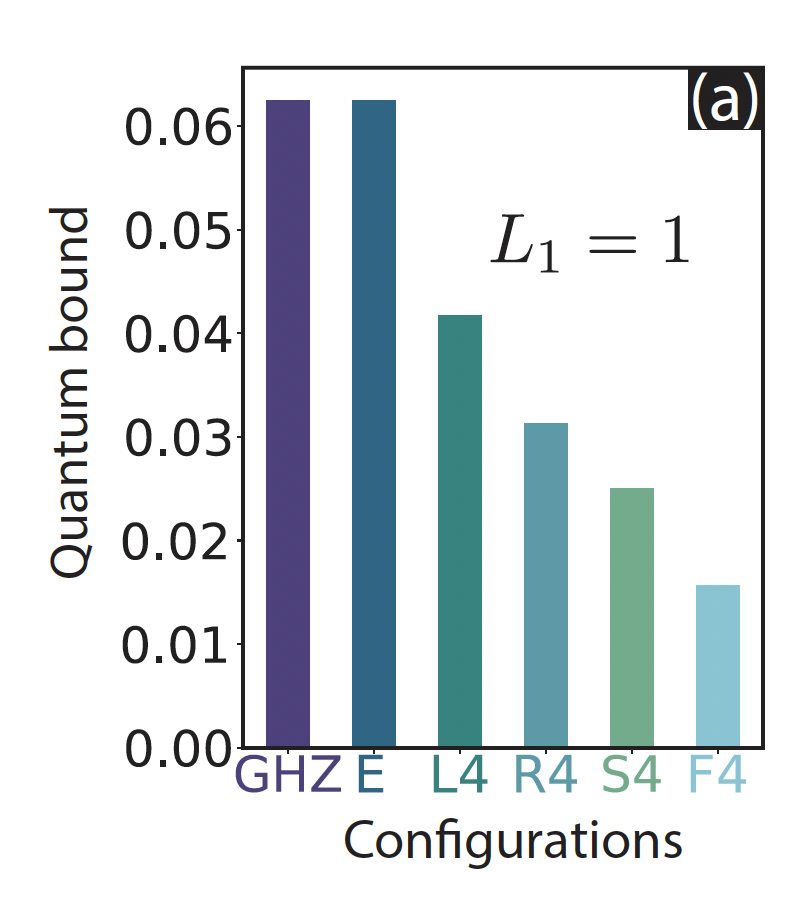 (a)
0.06
0.05
0.04
0.03
0.02
0.01
0.00
Quantum bound
L₁ = 1
GHZ E L4 R4 S4 F4
Configurations